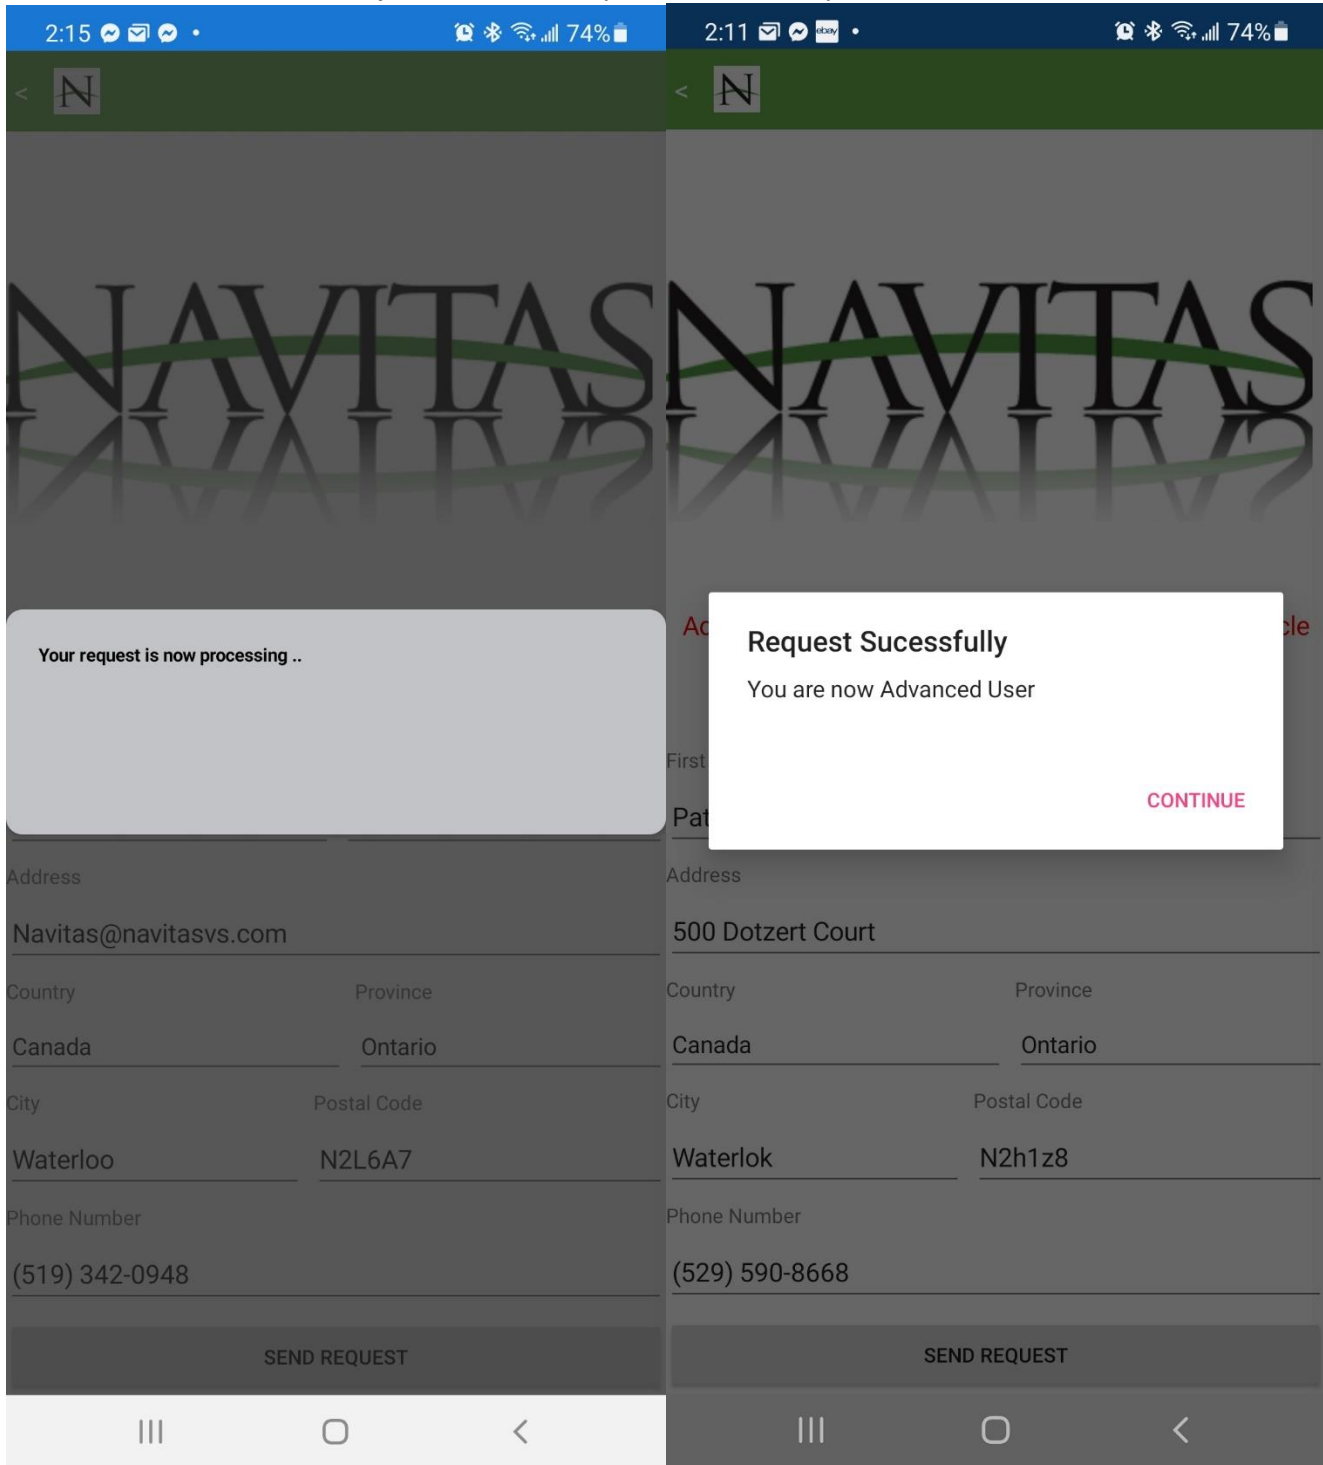 2:15
74%
N
NAVITAS
Your request is now processing ..
Address
Navitas@navitasvs.com
Country Province
Canada Ontario
City Postal Code
Waterloo N2L6A7
Phone Number
(519) 342-0948
SEND REQUEST
2:11 ebay
74%
N
NAVITAS
Request Sucessfully
You are now Advanced User
CONTINUE
First
Address
500 Dotzert Court
Country Province
Canada Ontario
City Postal Code
Waterlok N2h1z8
Phone Number
(529) 590-8668
SEND REQUEST